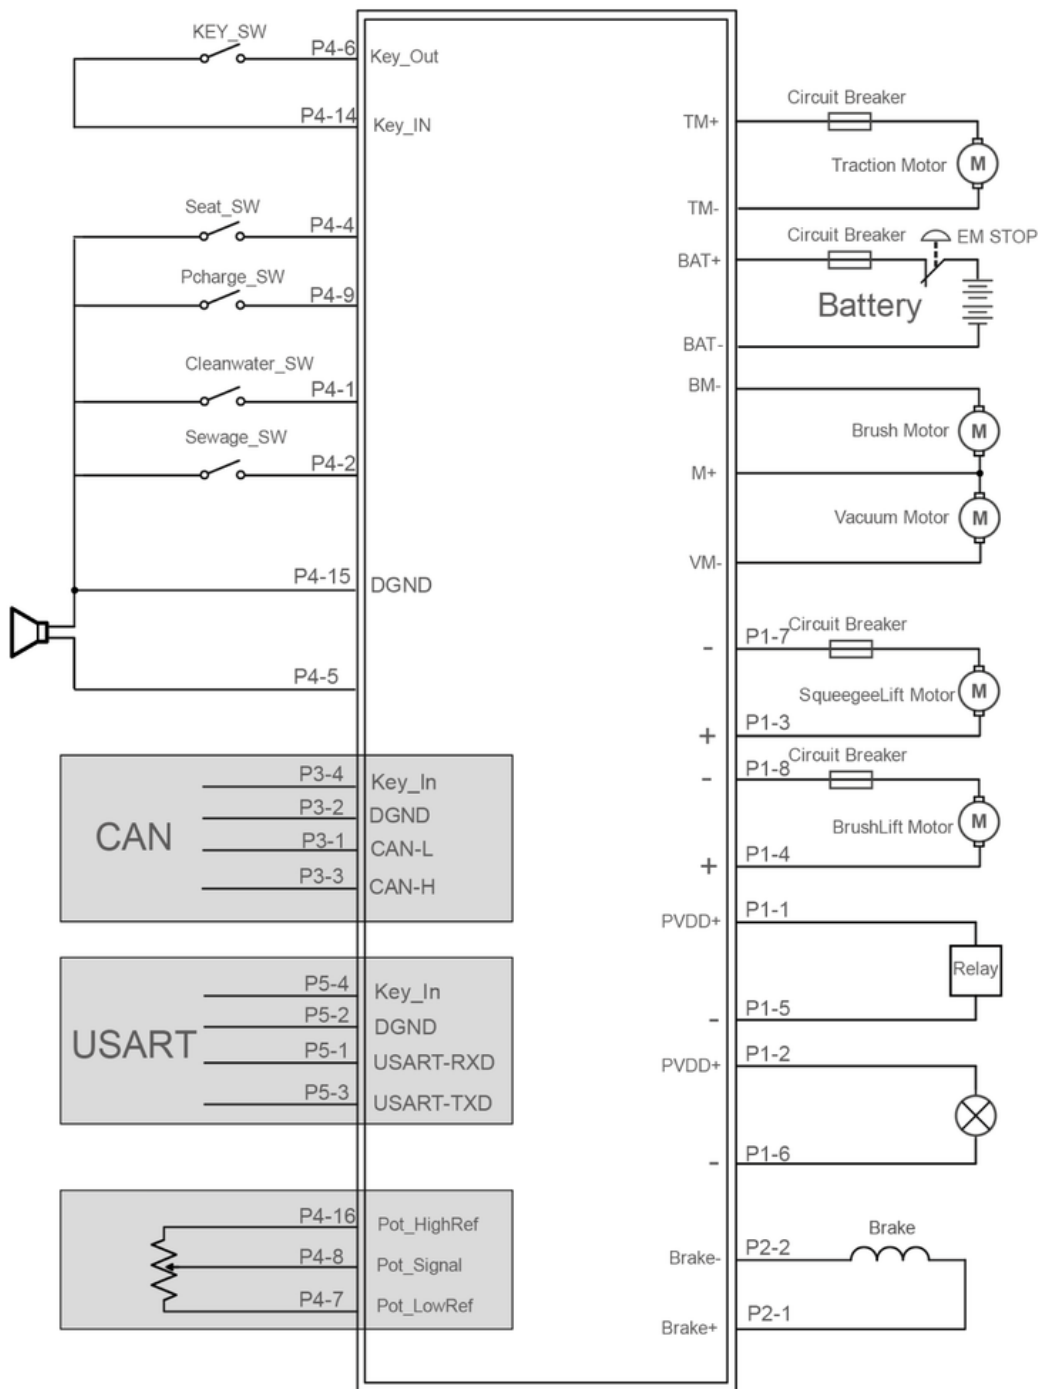 KEY_SW
P4-6
Key_Out
P4-14
Key_IN
Seat_SW
P4-4
Pcharge_SW
P4-9
Cleanwater_SW
P4-1
Sewage_SW
P4-2
P4-15
DGND
P4-5
CAN
P3-4
Key_In
P3-2
DGND
P3-1
CAN-L
P3-3
CAN-H
USART
P5-4
Key_In
P5-2
DGND
P5-1
USART-RXD
P5-3
USART-TXD
P4-16
Pot_HighRef
P4-8
Pot_Signal
P4-7
Pot_LowRef
Circuit Breaker
TM+
Traction Motor
M
TM-
Circuit Breaker
EM STOP
BAT+
Battery
BAT-
BM-
Brush Motor
M
M+
Vacuum Motor
M
VM-
P1-7
Circuit Breaker
-
SqueegeeLift Motor
M
P1-3
+
P1-8
Circuit Breaker
-
BrushLift Motor
M
P1-4
+
P1-1
PVDD+
Relay
P1-5
-
P1-2
PVDD+
P1-6
-
Brake
P2-2
Brake-
P2-1
Brake+